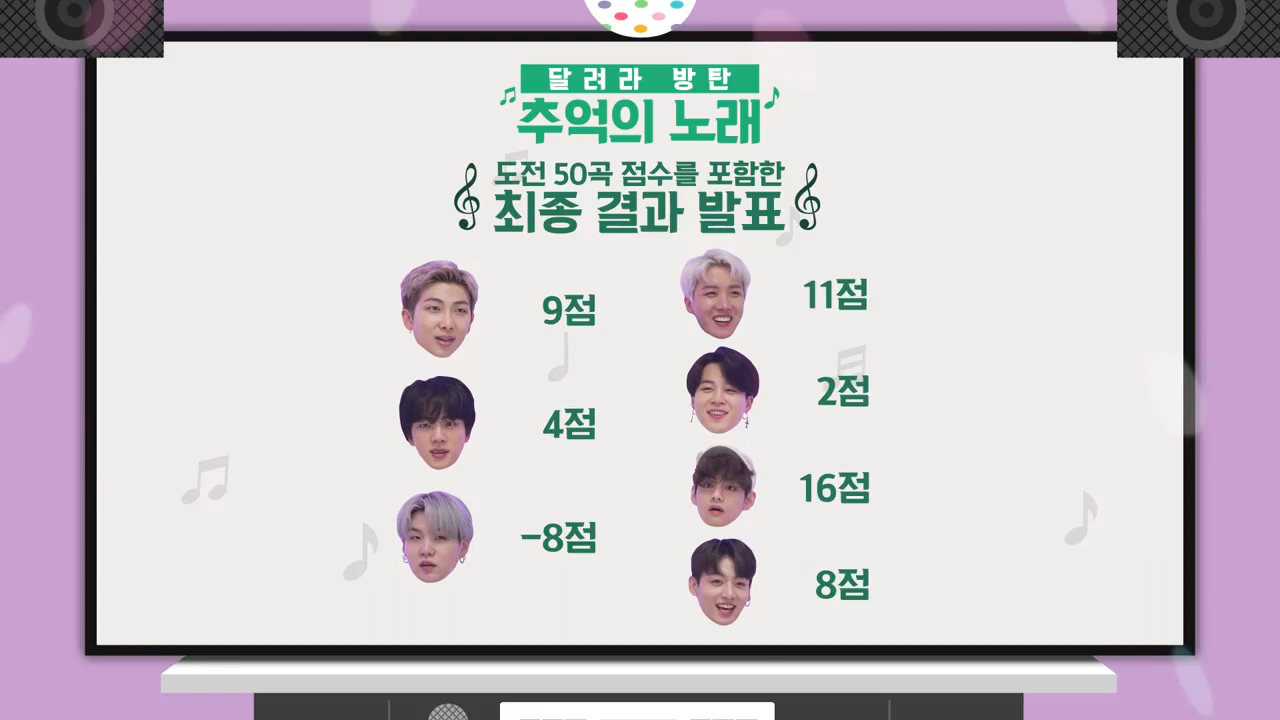 달려라 방탄
추억의 노래
도전 50곡 점수를 포함한
최종 결과 발표
9점
11점
4점
2점
-8점
16점
8점